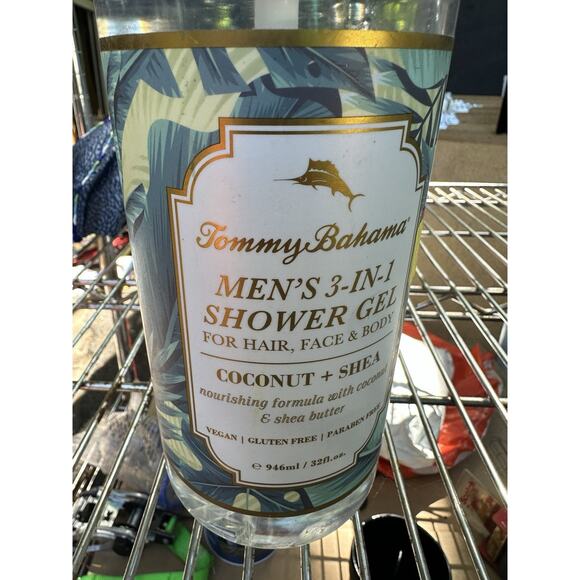 Tommy Bahama®
MEN'S 3-IN-1
SHOWER GEL
FOR HAIR, FACE & BODY
COCONUT + SHEA
nourishing formula with coconut
& shea butter
VEGAN | GLUTEN FREE | PARABEN FREE
℮ 946ml / 32fl.oz.